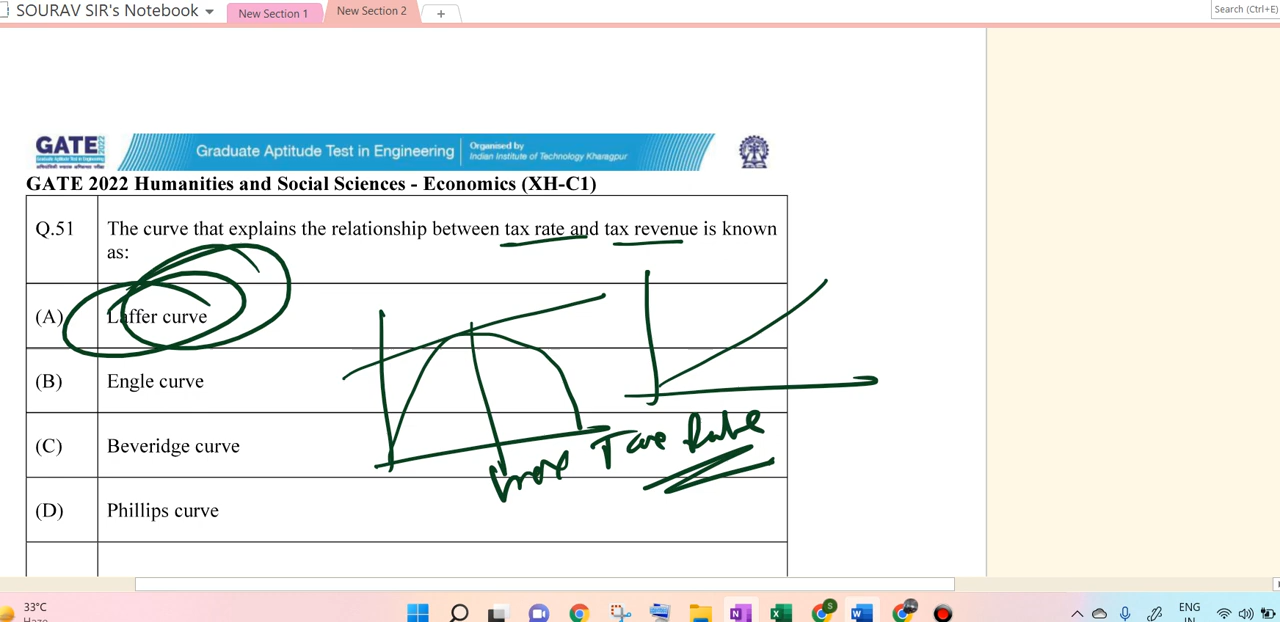 SOURAV SIR's Notebook
New Section 1
New Section 2
+
Search (Ctrl+E)
GATE 2022
Graduate Aptitude Test in Engineering
Organised by
Indian Institute of Technology Kharagpur
GATE 2022 Humanities and Social Sciences - Economics (XH-C1)
Q.51 The curve that explains the relationship between tax rate and tax revenue is known
as:
(A) Laffer curve
(B) Engle curve
(C) Beveridge curve
(D) Phillips curve
33°C
Haze
ENG
IN